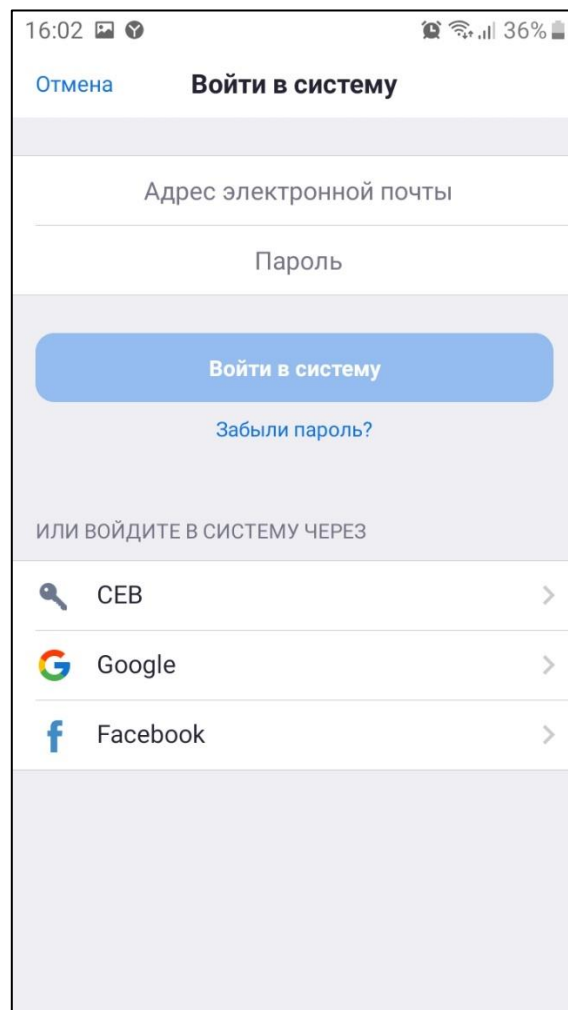 16:02 36%
Отмена Войти в систему
Адрес электронной почты
Пароль
Войти в систему
Забыли пароль?
ИЛИ ВОЙДИТЕ В СИСТЕМУ ЧЕРЕЗ
СЕВ
Google
Facebook